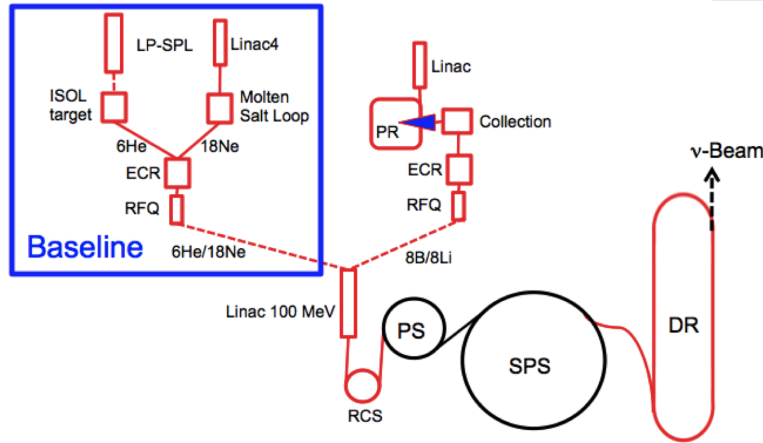 LP-SPL
Linac4
ISOL
target
Molten
Salt Loop
6He
18Ne
ECR
RFQ
Baseline
6He/18Ne
Linac
PR
Collection
ECR
RFQ
8B/8Li
Linac 100 MeV
RCS
PS
SPS
DR
ν-Beam